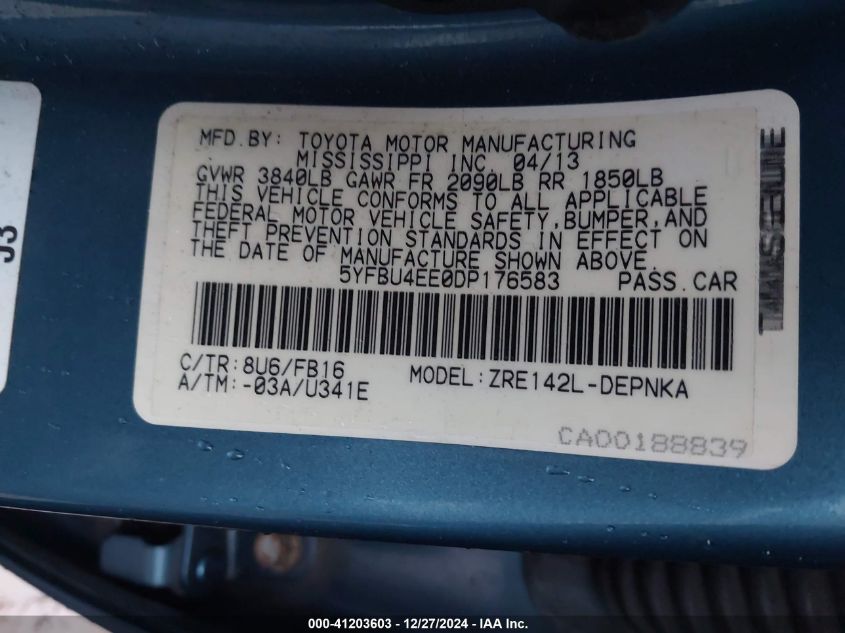 MFD. BY: TOYOTA MOTOR MANUFACTURING
MISSISSIPPI INC. 04/13
GVWR 3840LB GAWR FR 2090LB RR 1850LB
THIS VEHICLE CONFORMS TO ALL APPLICABLE
FEDERAL MOTOR VEHICLE SAFETY, BUMPER, AND
THEFT PREVENTION STANDARDS IN EFFECT ON
THE DATE OF MANUFACTURE SHOWN ABOVE.
5YFBU4EE0DP176583 PASS. CAR
C/TR: 8U6/FB16
A/TM: -03A/U341E
MODEL: ZRE142L-DEPNKA
CA00188839
J3
000-41203603 - 12/27/2024 - IAA Inc.